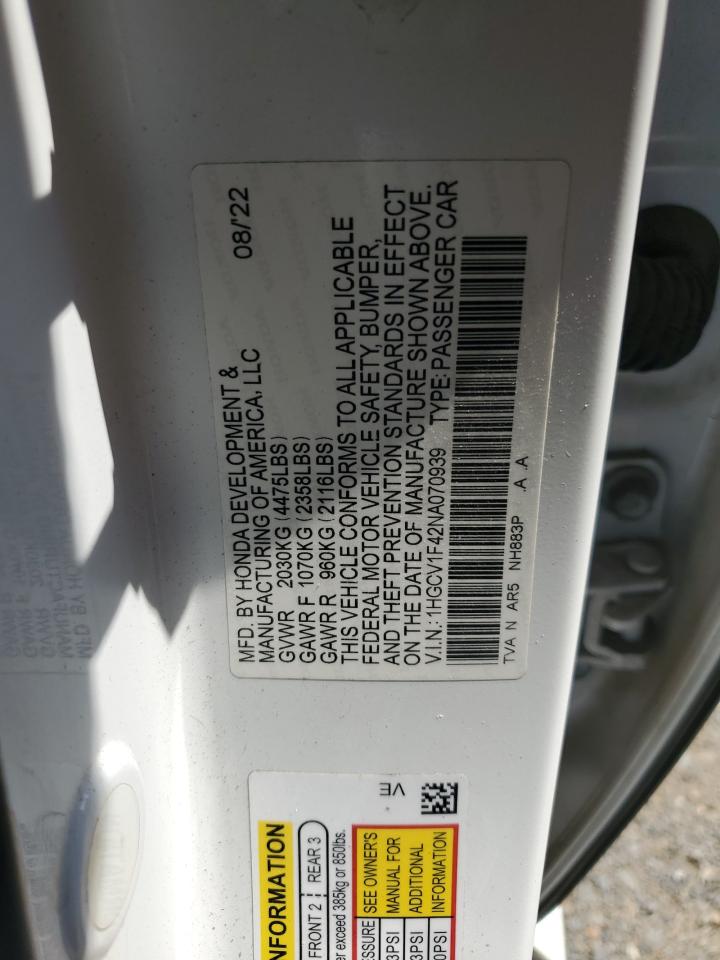 MFD. BY HONDA DEVELOPMENT & 08/'22
MANUFACTURING OF AMERICA, LLC
GVWR 2030KG (4475LBS)
GAWR F 1070KG (2358LBS)
GAWR R 960KG (2116LBS)
THIS VEHICLE CONFORMS TO ALL APPLICABLE
FEDERAL MOTOR VEHICLE SAFETY, BUMPER,
AND THEFT PREVENTION STANDARDS IN EFFECT
ON THE DATE OF MANUFACTURE SHOWN ABOVE.
V.I.N.: 1HGCV1F42NA070939 TYPE: PASSENGER CAR
TVA N AR5 NH883P .A .A
VE
INFORMATION
FRONT 2 REAR 3
exceed 385kg or 850lbs.
SEE OWNER'S
MANUAL FOR
ADDITIONAL
INFORMATION